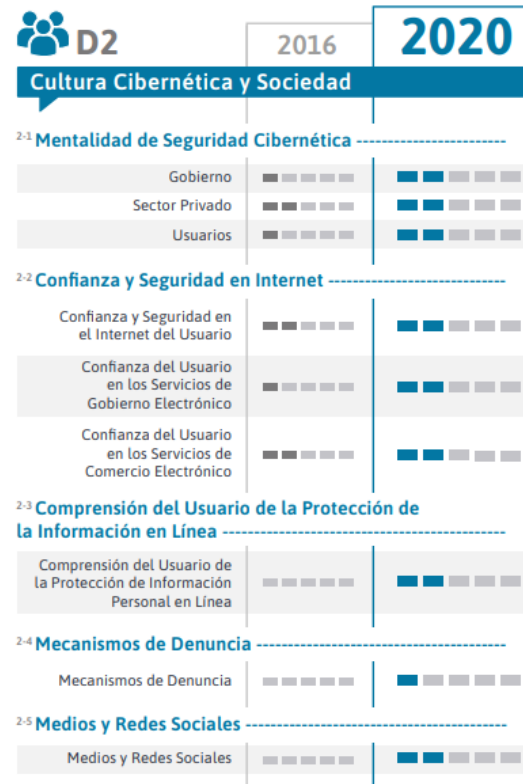 D2
2016
2020
Cultura Cibernética y Sociedad
2-1 Mentalidad de Seguridad Cibernética
Gobierno
Sector Privado
Usuarios
2-2 Confianza y Seguridad en Internet
Confianza y Seguridad en
el Internet del Usuario
Confianza del Usuario
en los Servicios de
Gobierno Electrónico
Confianza del Usuario
en los Servicios de
Comercio Electrónico
2-3 Comprensión del Usuario de la Protección de
la Información en Línea
Comprensión del Usuario de
la Protección de Información
Personal en Línea
2-4 Mecanismos de Denuncia
Mecanismos de Denuncia
2-5 Medios y Redes Sociales
Medios y Redes Sociales